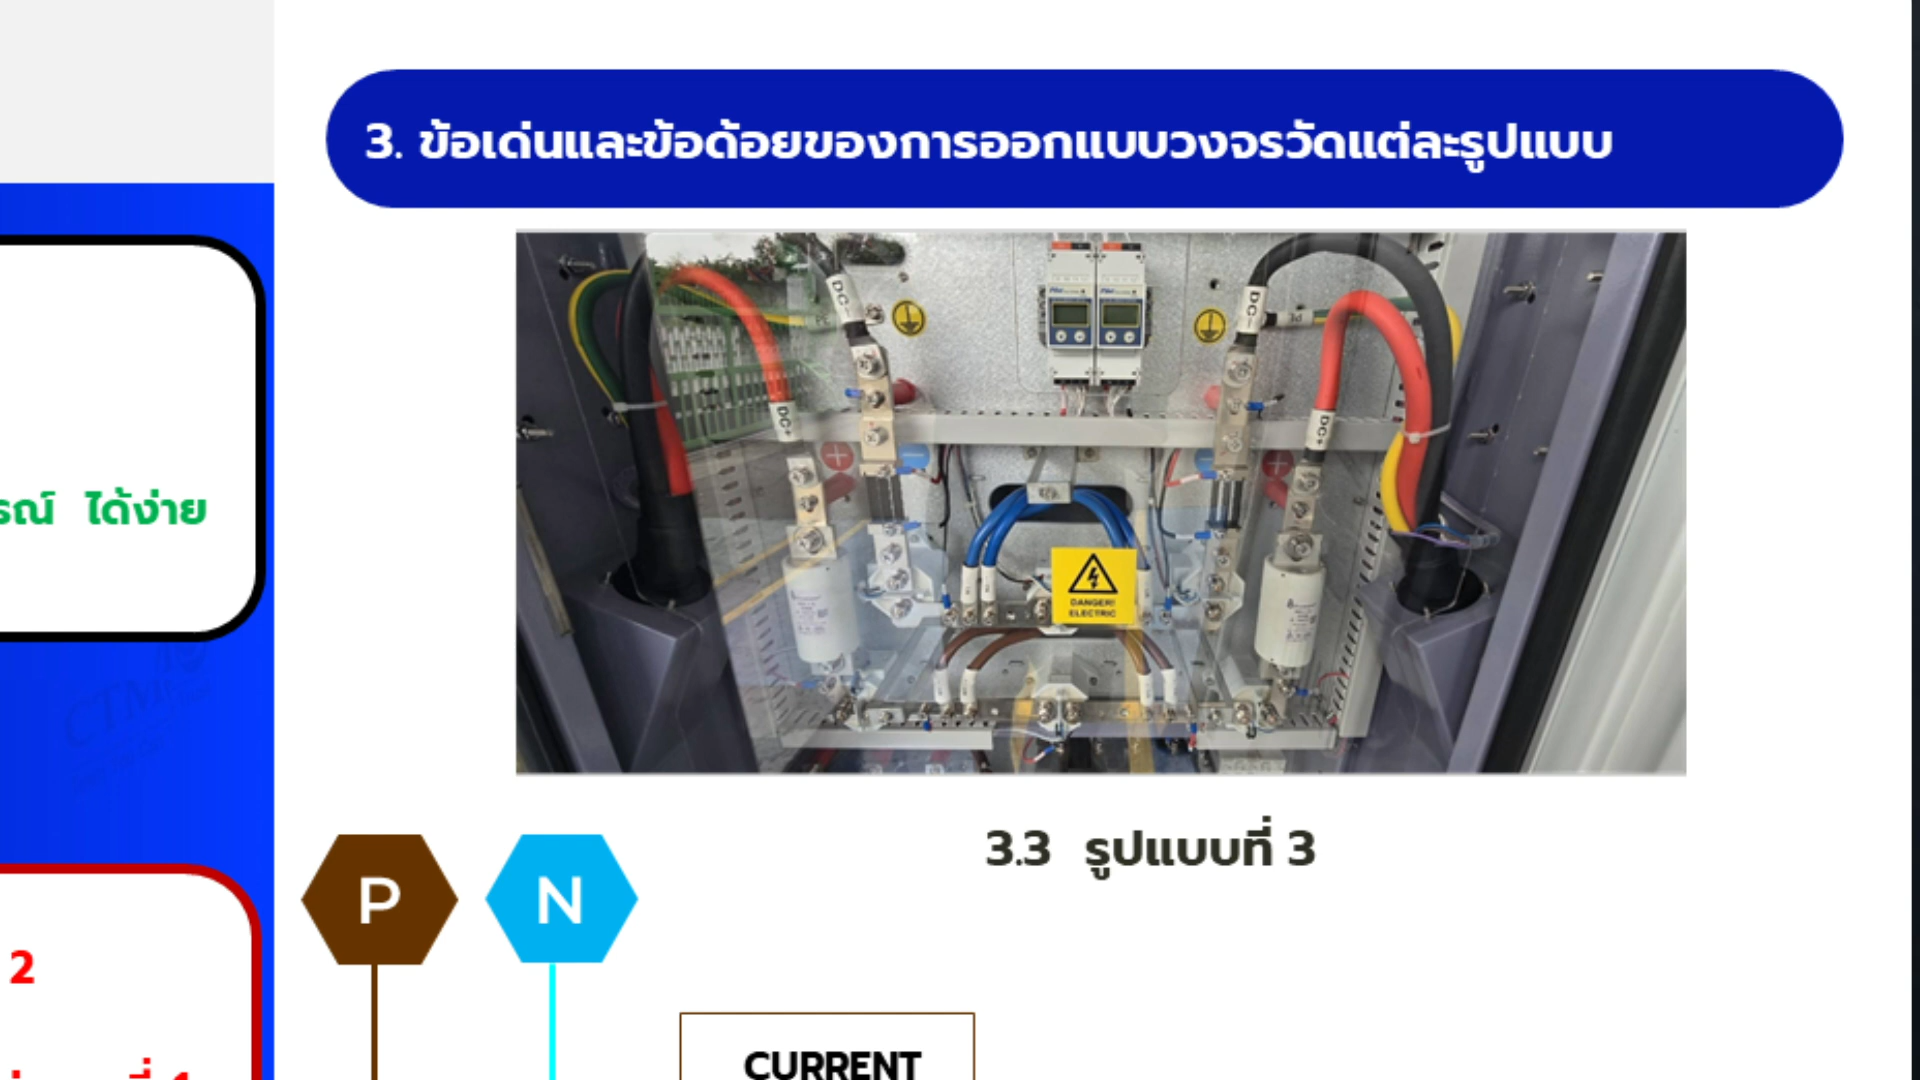 3. ข้อเด่นและข้อด้อยของการออกแบบวงจรวัดแต่ละรูปแบบ
ได้ง่าย
DC-
DC-
DC+
DC+
DANGER!
ELECTRIC
3.3 รูปแบบที่ 3
P
N
2
CURRENT